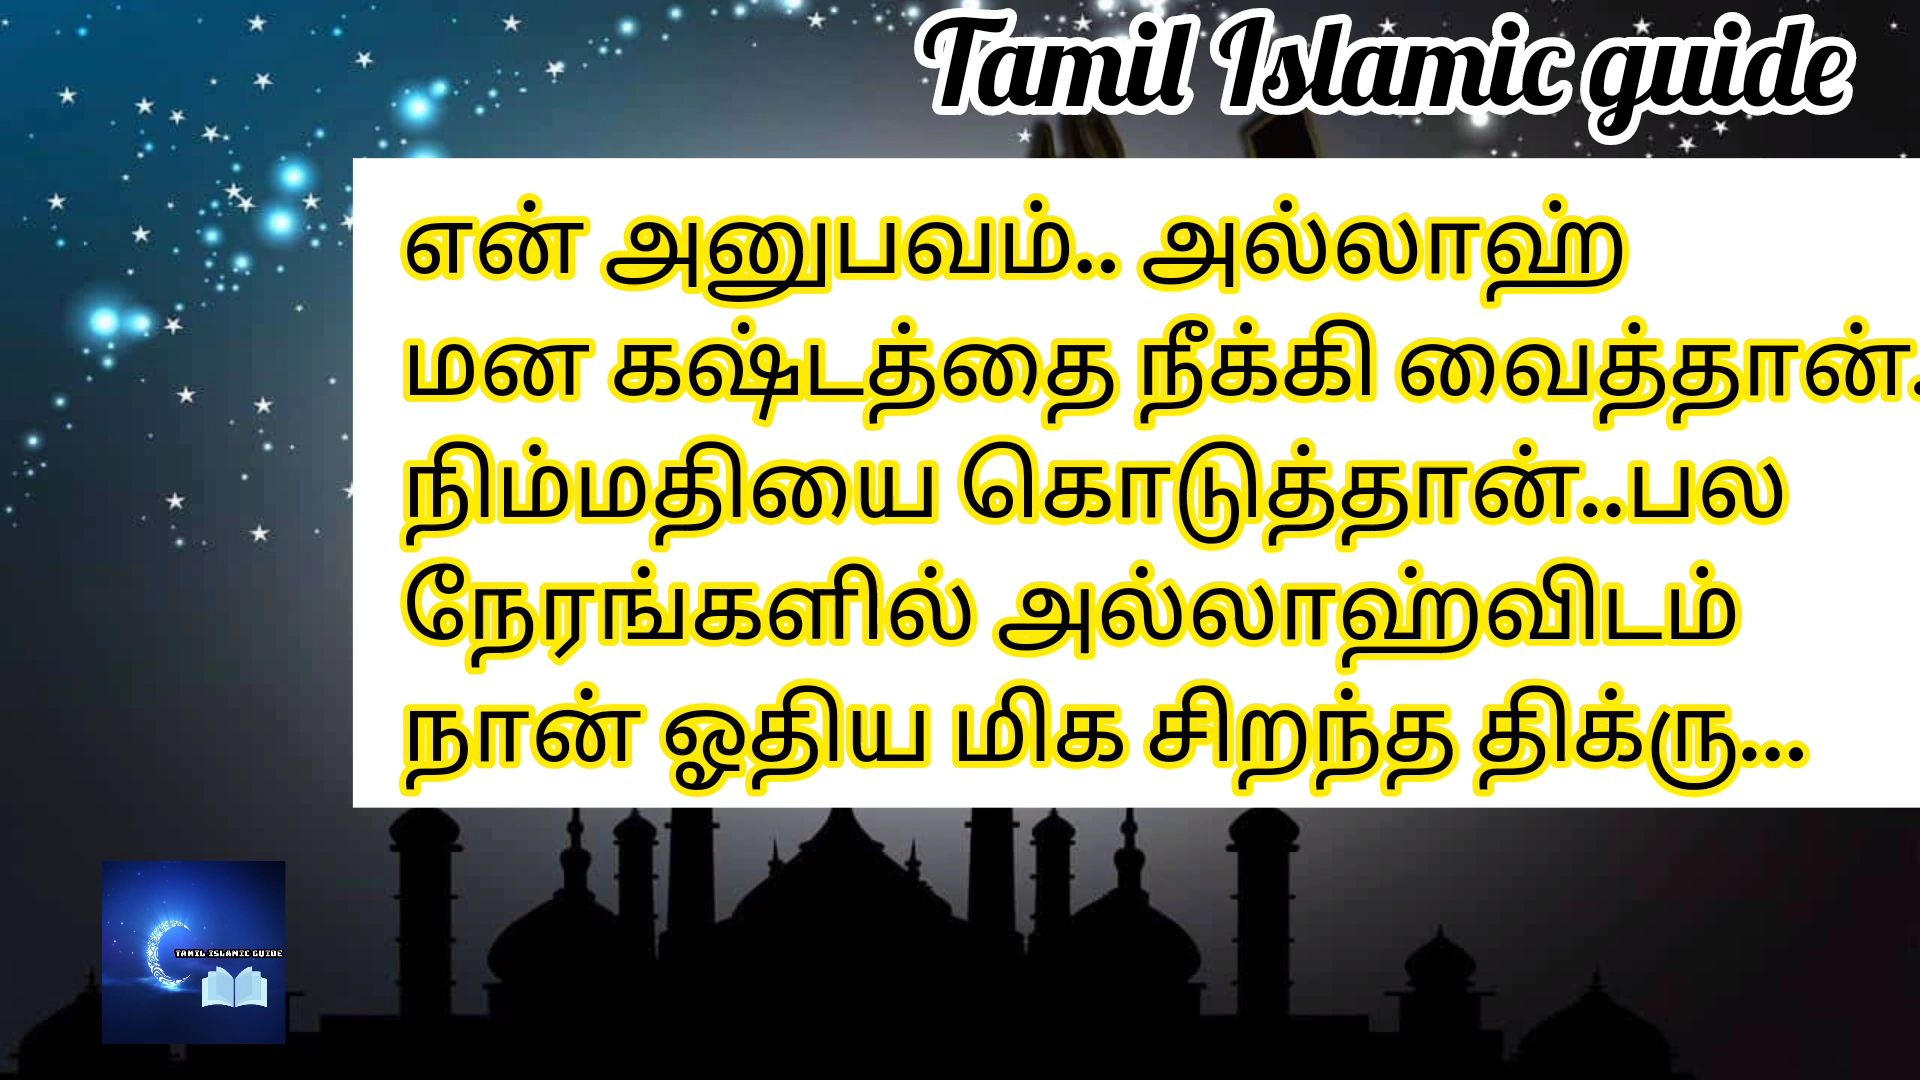 Tamil Islamic guide
என் அனுபவம்.. அல்லாஹ்
மன கஷ்டத்தை நீக்கி வைத்தான்.
நிம்மதியை கொடுத்தான்..பல
நேரங்களில் அல்லாஹ்விடம்
நான் ஓதிய மிக சிறந்த திக்ரு...
TAMIL ISLAMIC GUIDE